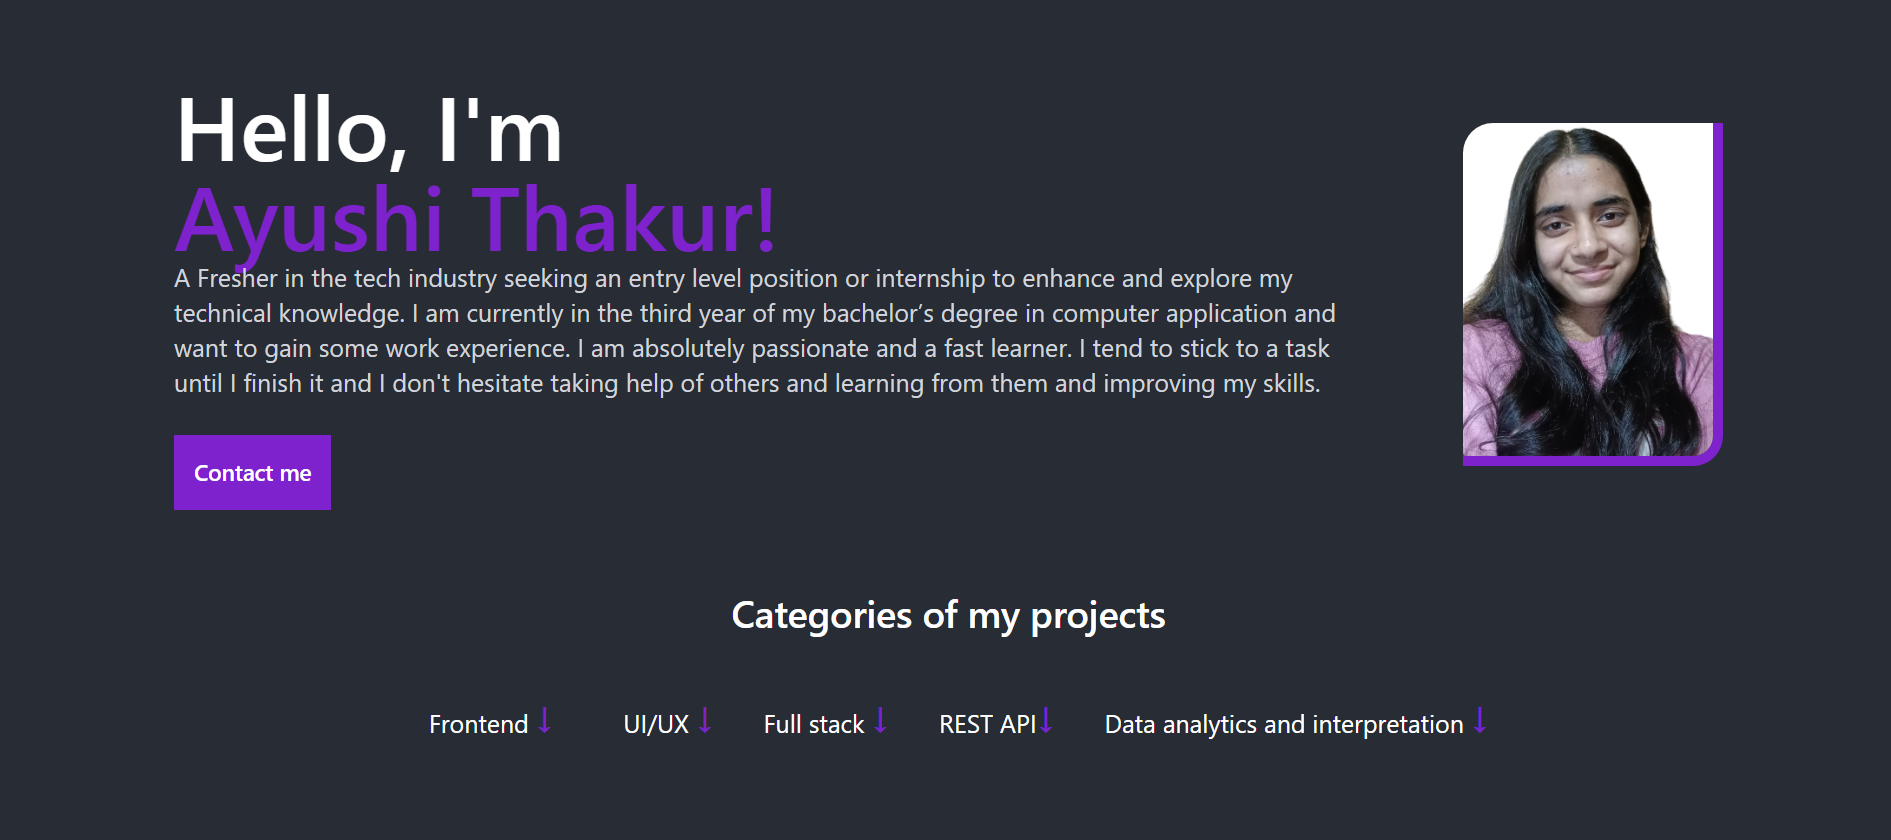 Hello, I'm
Ayushi Thakur!
A Fresher in the tech industry seeking an entry level position or internship to enhance and explore my
technical knowledge. I am currently in the third year of my bachelor’s degree in computer application and
want to gain some work experience. I am absolutely passionate and a fast learner. I tend to stick to a task
until I finish it and I don't hesitate taking help of others and learning from them and improving my skills.
Contact me
Categories of my projects
Frontend ↓ UI/UX ↓ Full stack ↓ REST API↓ Data analytics and interpretation ↓